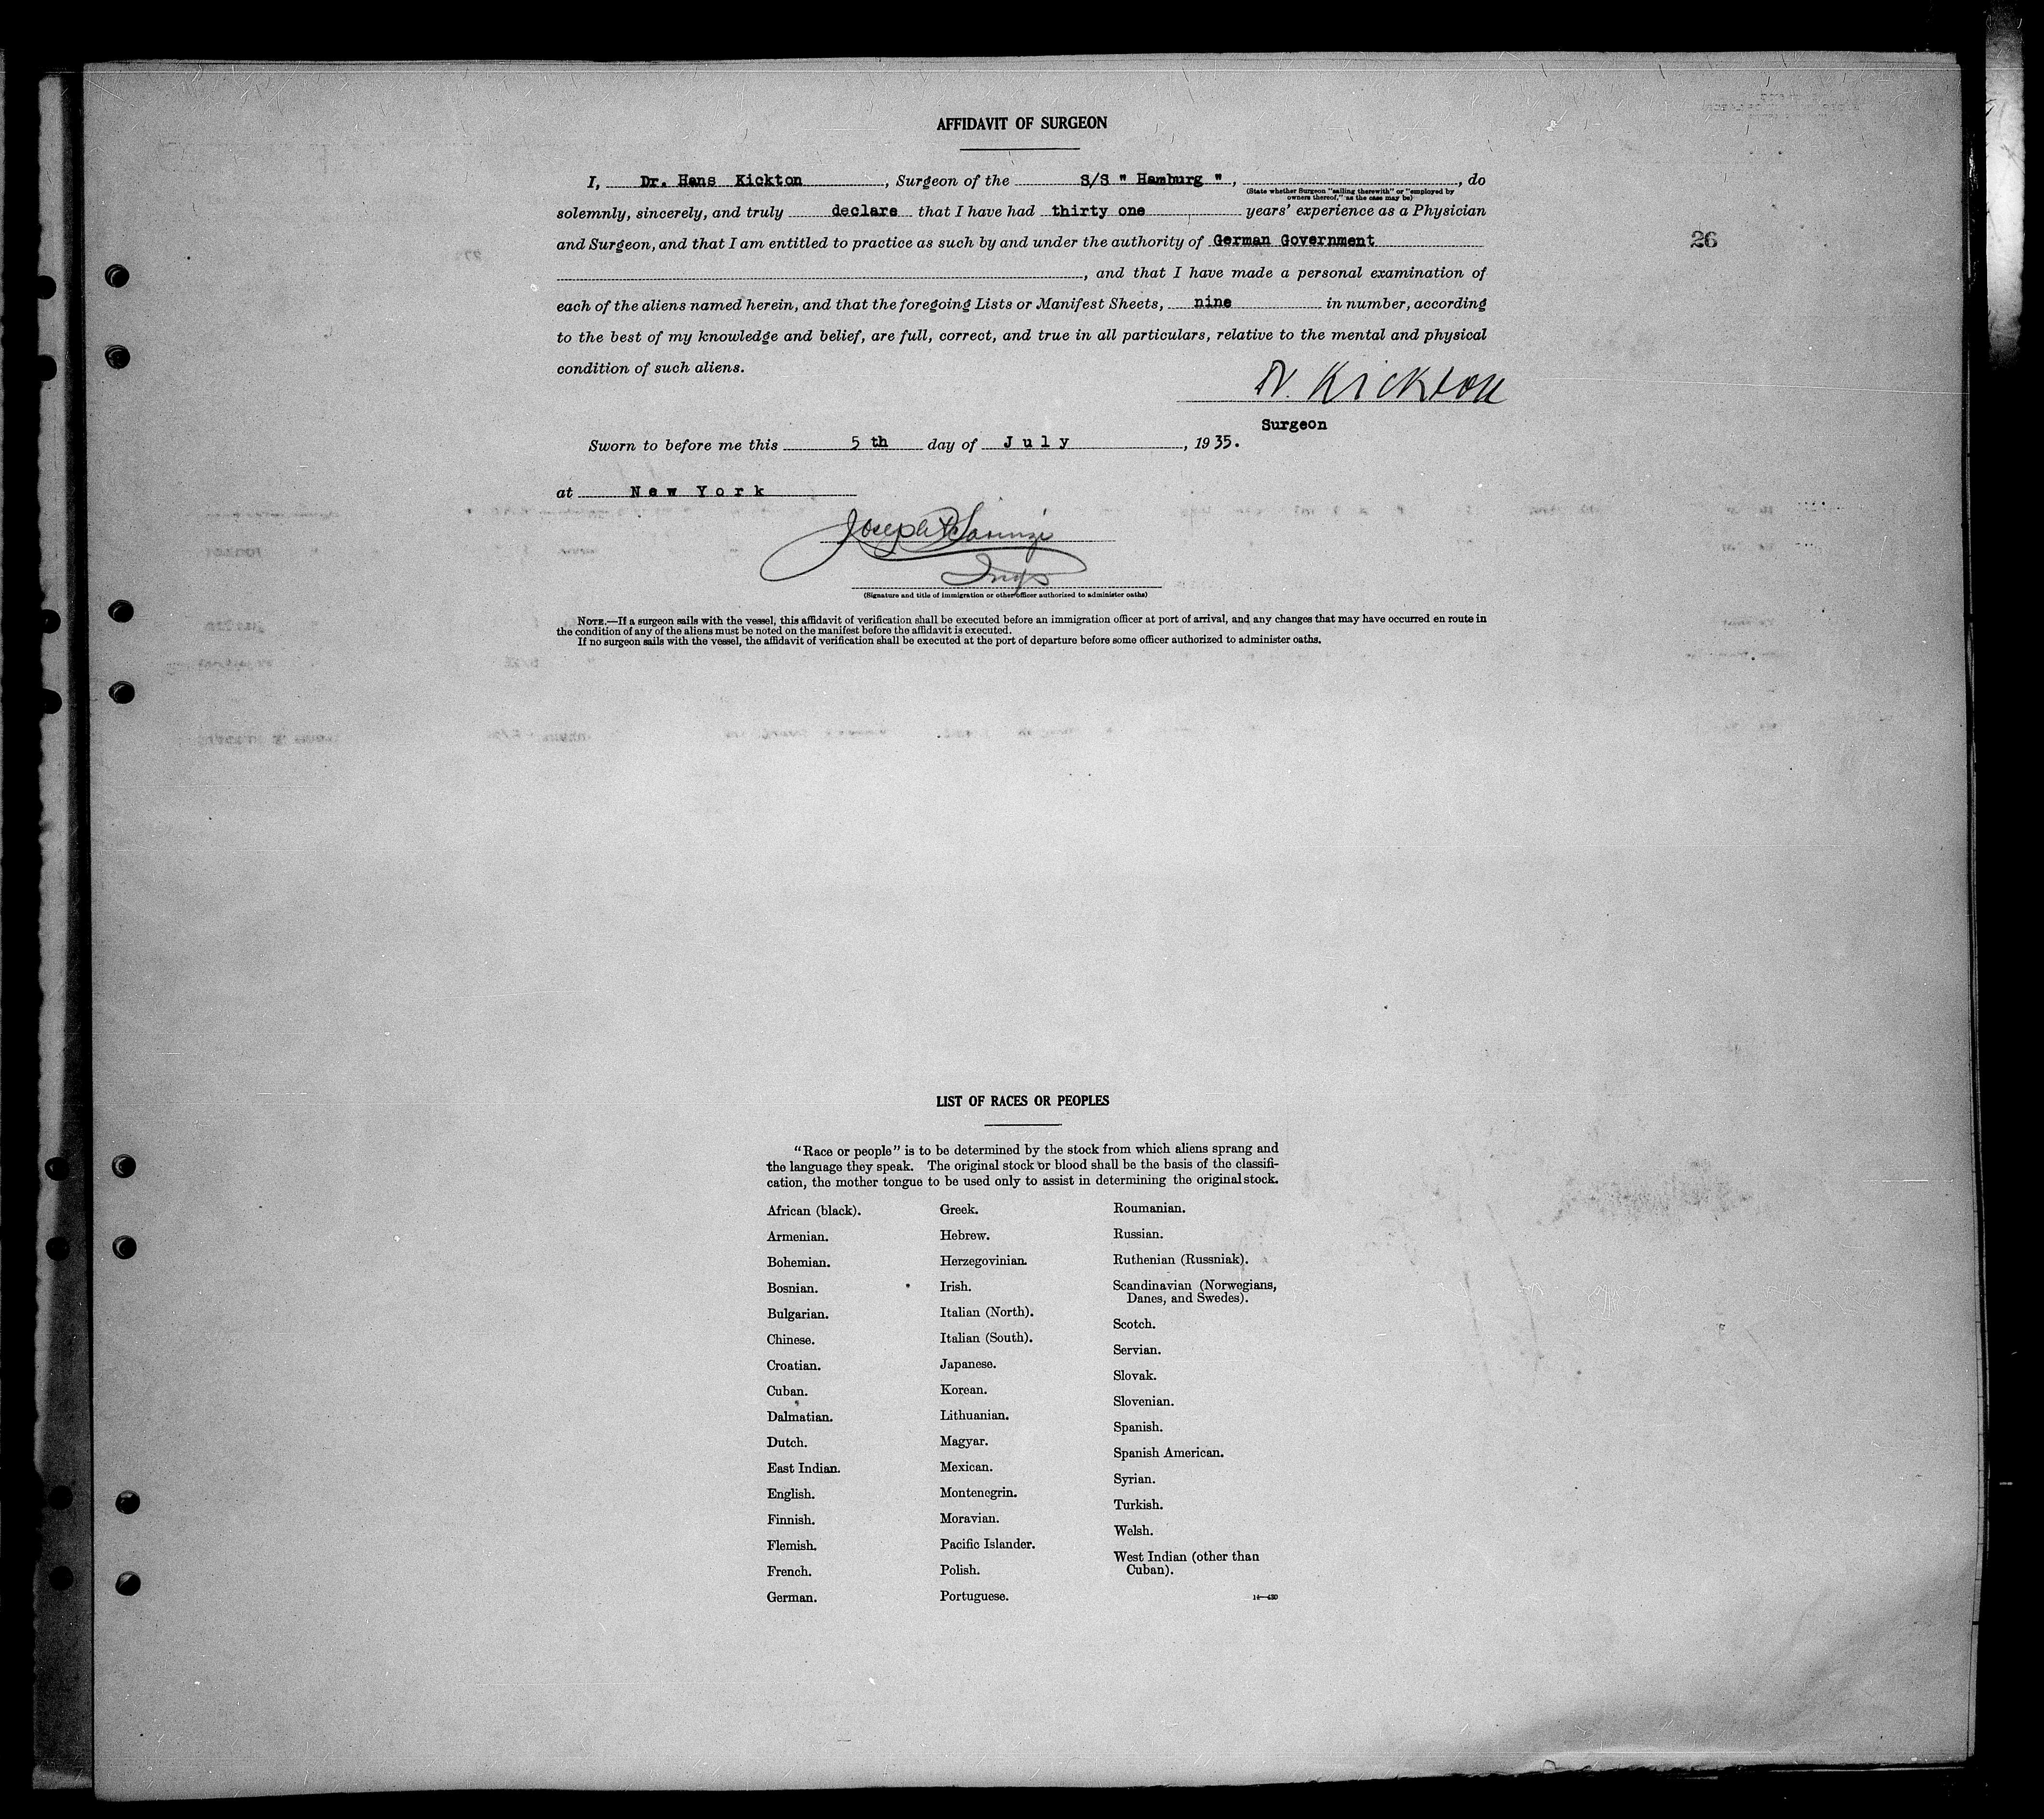 AFFIDAVIT OF SURGEON
I, Dr. Hans Kickton, Surgeon of the S/S " Hamburg ", , do
(State whether Surgeon "sailing therewith" or "employed by
owners thereof," as the case may be)
solemnly, sincerely, and truly declare that I have had thirty one years' experience as a Physician
and Surgeon, and that I am entitled to practice as such by and under the authority of German Government
26
, and that I have made a personal examination of
each of the aliens named herein, and that the foregoing Lists or Manifest Sheets, nine in number, according
to the best of my knowledge and belief, are full, correct, and true in all particulars, relative to the mental and physical
condition of such aliens.
Kickton
Surgeon
Sworn to before me this 5 th day of July, 1935.
at New York
Joseph
(Signature and title of immigration or other officer authorized to administer oaths)
NOTE.—If a surgeon sails with the vessel, this affidavit of verification shall be executed before an immigration officer at port of arrival, and any changes that may have occurred en route in
the condition of any of the aliens must be noted on the manifest before the affidavit is executed.
If no surgeon sails with the vessel, the affidavit of verification shall be executed at the port of departure before some officer authorized to administer oaths.
LIST OF RACES OR PEOPLES
"Race or people" is to be determined by the stock from which aliens sprang and
the language they speak. The original stock or blood shall be the basis of the classifi-
cation, the mother tongue to be used only to assist in determining the original stock.
African (black).
Armenian.
Bohemian.
Bosnian.
Bulgarian.
Chinese.
Croatian.
Cuban.
Dalmatian.
Dutch.
East Indian.
English.
Finnish.
Flemish.
French.
German.
Greek.
Hebrew.
Herzegovinian.
Irish.
Italian (North).
Italian (South).
Japanese.
Korean.
Lithuanian.
Magyar.
Mexican.
Montenegrin.
Moravian.
Pacific Islander.
Polish.
Portuguese.
Roumanian.
Russian.
Ruthenian (Russniak).
Scandinavian (Norwegians,
Danes, and Swedes).
Scotch.
Servian.
Slovak.
Slovenian.
Spanish.
Spanish American.
Syrian.
Turkish.
Welsh.
West Indian (other than
Cuban).
14—430